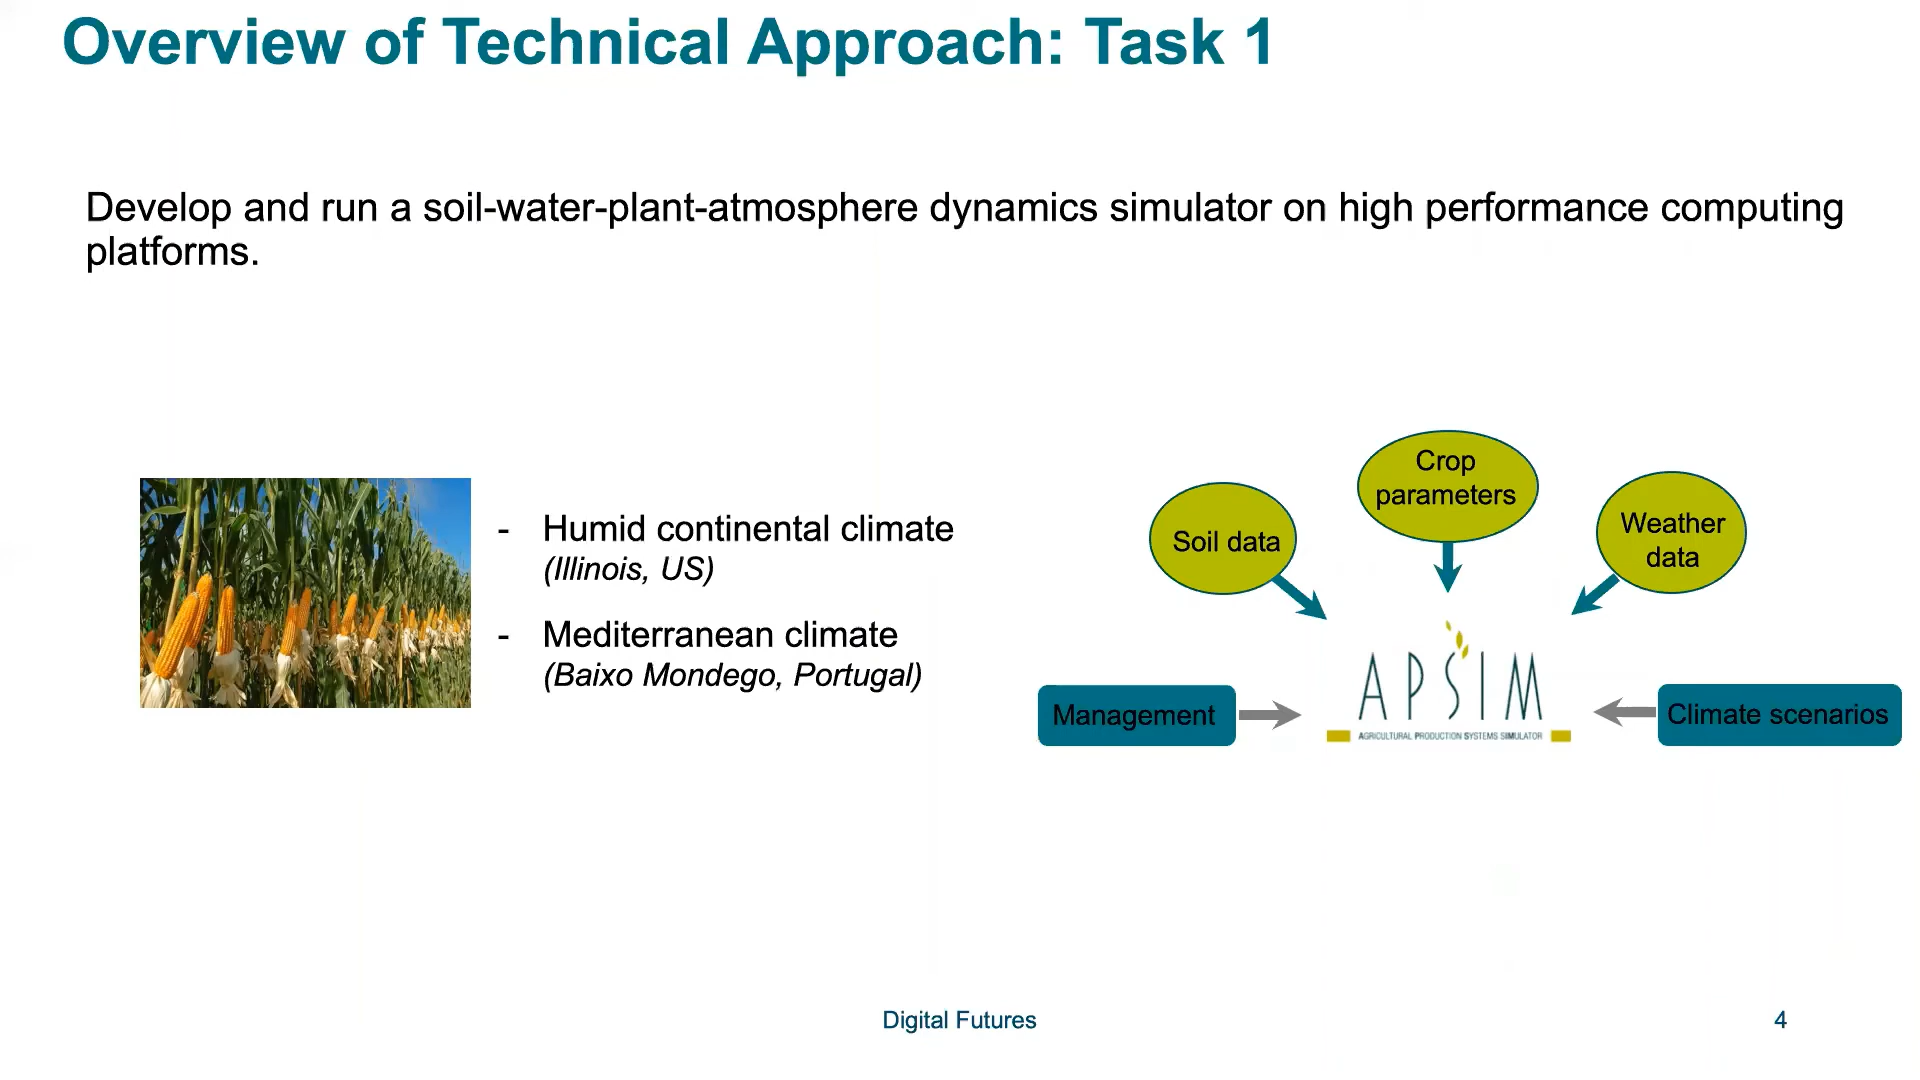 Overview of Technical Approach: Task 1
Develop and run a soil-water-plant-atmosphere dynamics simulator on high performance computing
platforms.
- Humid continental climate
(Illinois, US)
- Mediterranean climate
(Baixo Mondego, Portugal)
Crop
parameters
Soil data
Weather
data
APSIM
AGRICULTURAL PRODUCTION SYSTEMS SIMULATOR
Management
Climate scenarios
Digital Futures
4